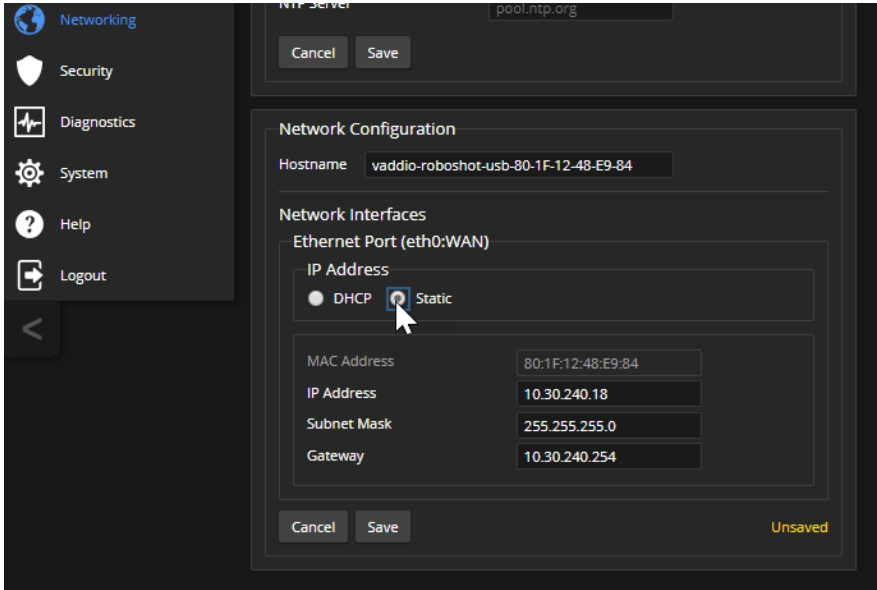 Networking
Security
Diagnostics
System
Help
Logout
<
NTP Server pool.ntp.org
Cancel Save
Network Configuration
Hostname vaddio-roboshot-usb-80-1F-12-48-E9-84
Network Interfaces
Ethernet Port (eth0:WAN)
IP Address
DHCP Static
MAC Address 80:1F:12:48:E9:84
IP Address 10.30.240.18
Subnet Mask 255.255.255.0
Gateway 10.30.240.254
Cancel Save Unsaved